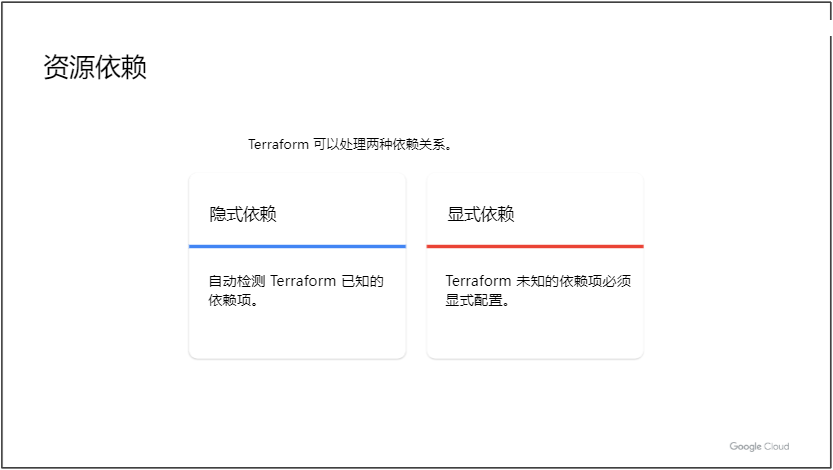 资源依赖
Terraform 可以处理两种依赖关系。
隐式依赖
自动检测 Terraform 已知的
依赖项。
显式依赖
Terraform 未知的依赖项必须
显式配置。
Google Cloud